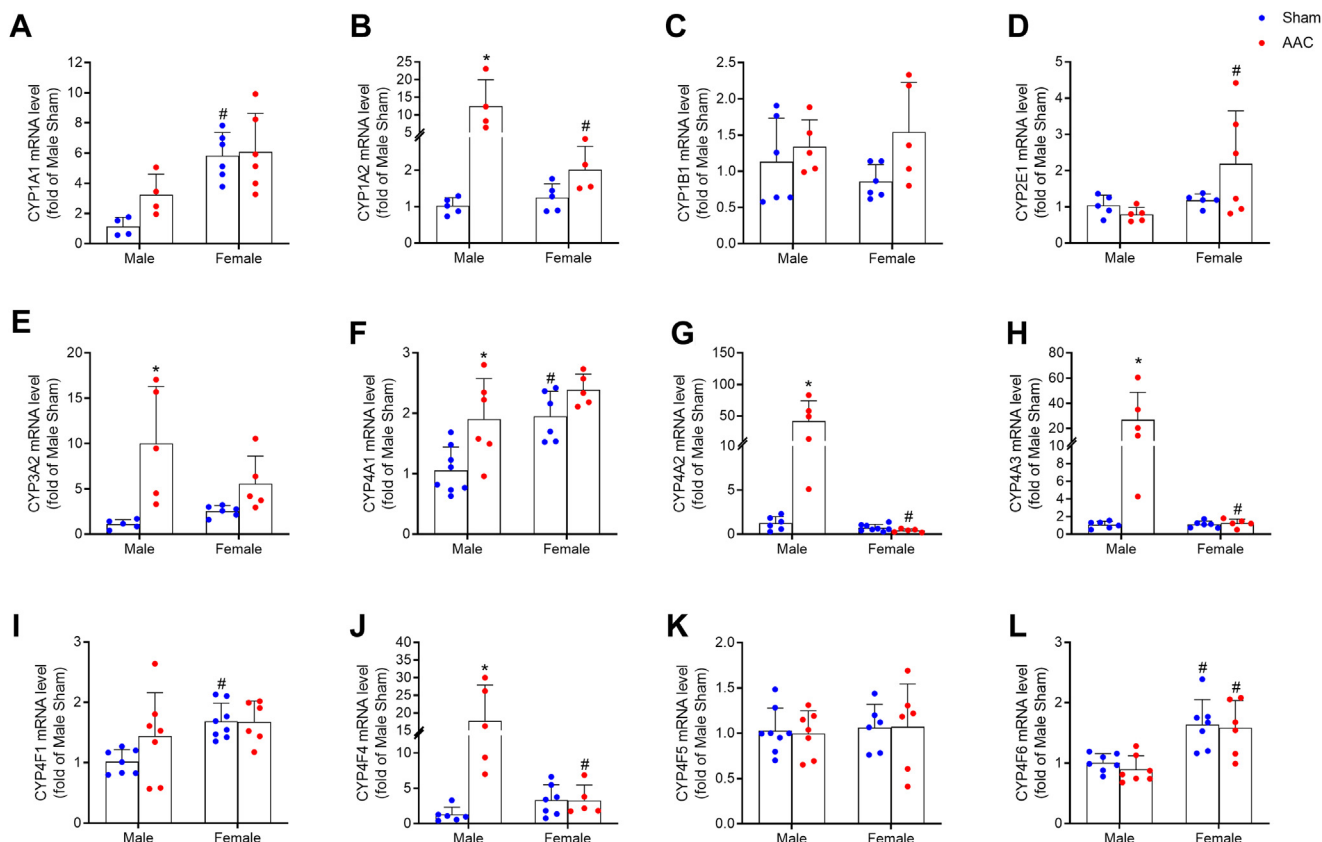 Sham
AAC
A
CYP1A1 mRNA level
(fold of Male Sham)
12
10
8
6
4
2
0
#
Male
Female
B
CYP1A2 mRNA level
(fold of Male Sham)
25
20
15
10
5
2
1
0
*
#
Male
Female
C
CYP1B1 mRNA level
(fold of Male Sham)
2.5
2.0
1.5
1.0
0.5
0.0
Male
Female
D
CYP2E1 mRNA level
(fold of Male Sham)
5
4
3
2
1
0
#
Male
Female
E
CYP3A2 mRNA level
(fold of Male Sham)
20
15
10
5
0
*
Male
Female
F
CYP4A1 mRNA level
(fold of Male Sham)
3
2
1
0
*
#
Male
Female
G
CYP4A2 mRNA level
(fold of Male Sham)
150
100
50
10
5
0
*
#
Male
Female
H
CYP4A3 mRNA level
(fold of Male Sham)
80
60
40
20
10
8
6
4
2
0
*
#
Male
Female
I
CYP4F1 mRNA level
(fold of Male Sham)
3
2
1
0
#
Male
Female
J
CYP4F4 mRNA level
(fold of Male Sham)
40
35
30
25
20
15
10
5
0
*
#
Male
Female
K
CYP4F5 mRNA level
(fold of Male Sham)
2.0
1.5
1.0
0.5
0.0
Male
Female
L
CYP4F6 mRNA level
(fold of Male Sham)
3
2
1
0
#
#
Male
Female